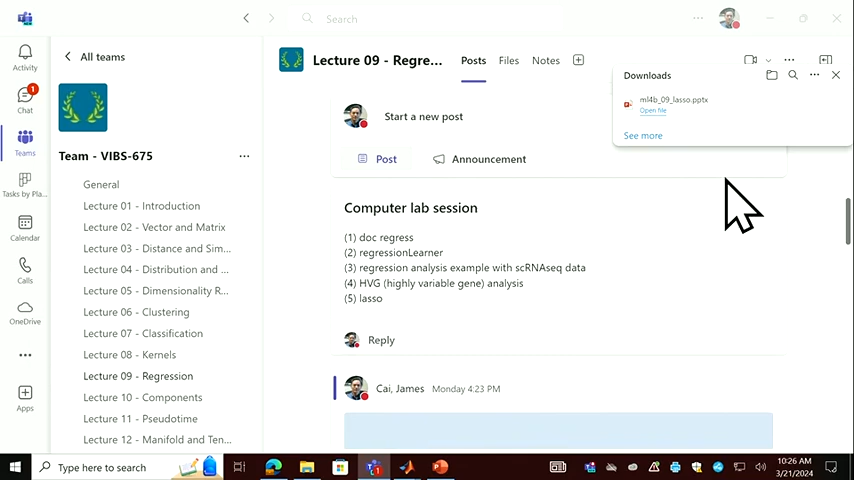 Search
Activity
Chat
1
Teams
Tasks by Pla...
Calendar
Calls
OneDrive
Apps
All teams
Team - VIBS-675
General
Lecture 01 - Introduction
Lecture 02 - Vector and Matrix
Lecture 03 - Distance and Sim...
Lecture 04 - Distribution and ...
Lecture 05 - Dimensionality R...
Lecture 06 - Clustering
Lecture 07 - Classification
Lecture 08 - Kernels
Lecture 09 - Regression
Lecture 10 - Components
Lecture 11 - Pseudotime
Lecture 12 - Manifold and Ten...
Lecture 09 - Regre...
Posts
Files
Notes
Downloads
ml4b_09_lasso.pptx
Open file
See more
Start a new post
Post
Announcement
Computer lab session
(1) doc regress
(2) regressionLearner
(3) regression analysis example with scRNAseq data
(4) HVG (highly variable gene) analysis
(5) lasso
Reply
Cai, James Monday 4:23 PM
Type here to search
1
10:26 AM
3/21/2024